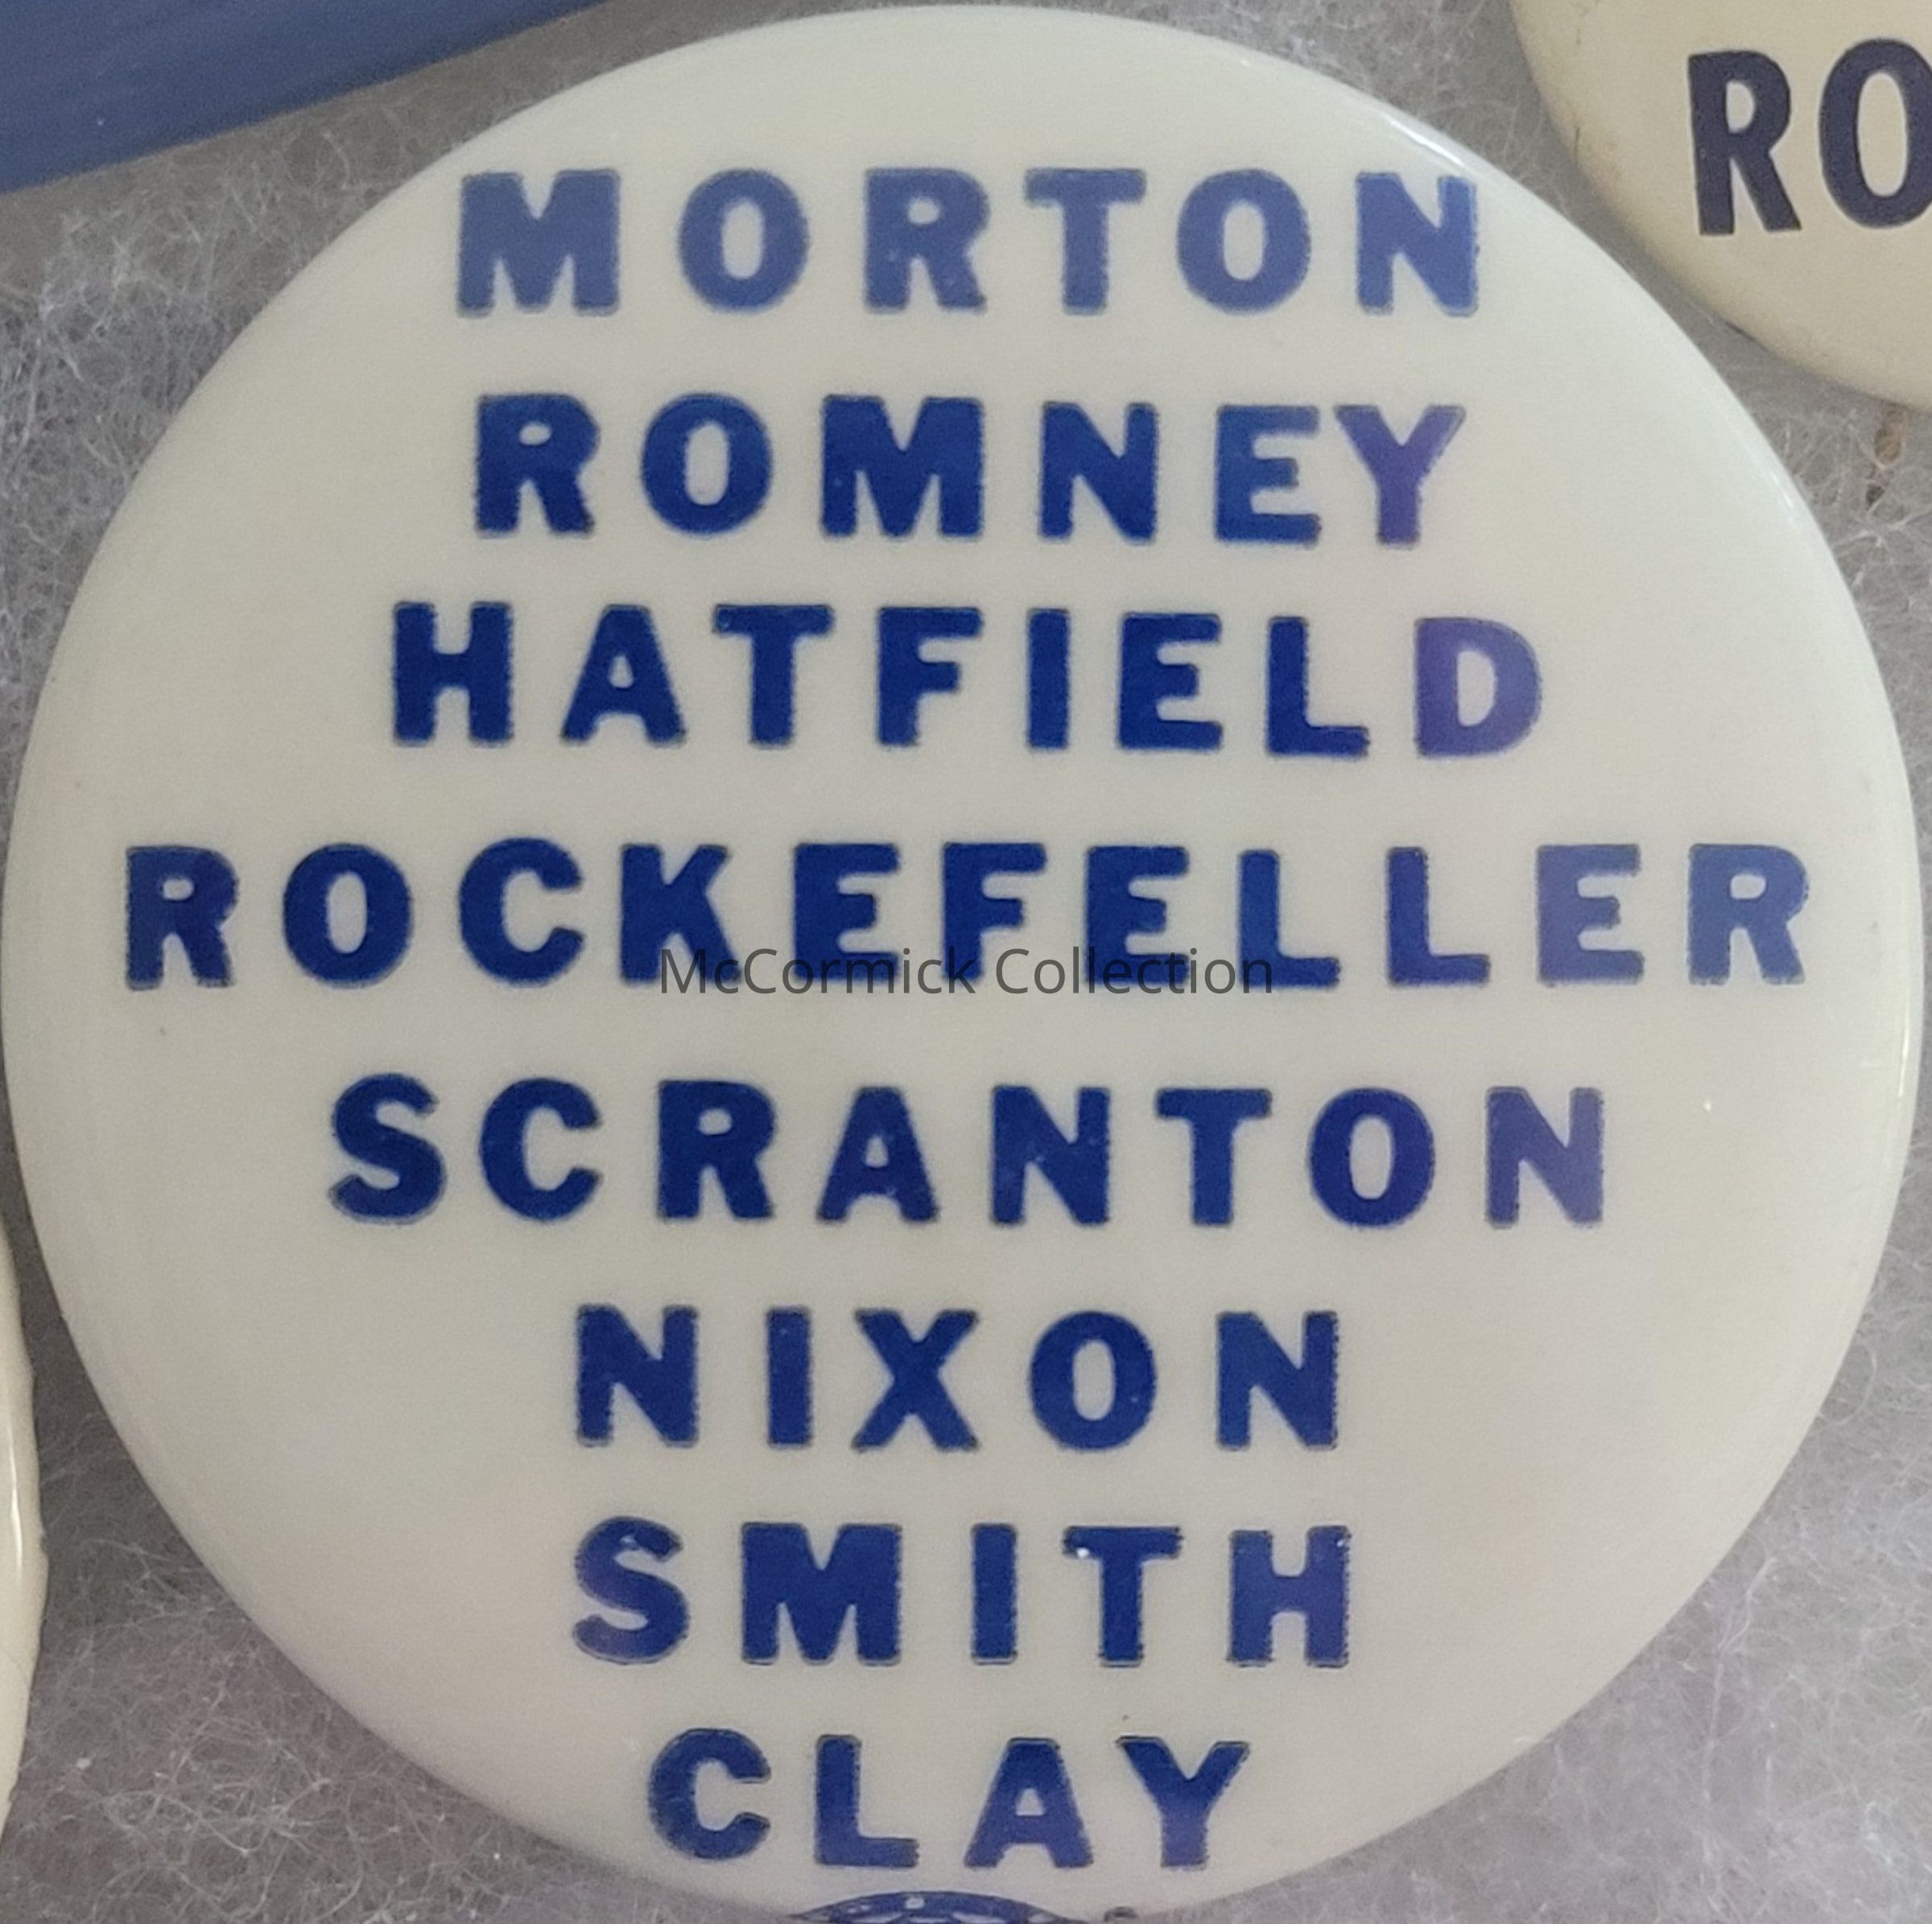 MORTON
RO
ROMNEY
HATFIELD
ROCKEFELLER
McCormick Collection
SCRANTON
NIXON
SMITH
CLAY